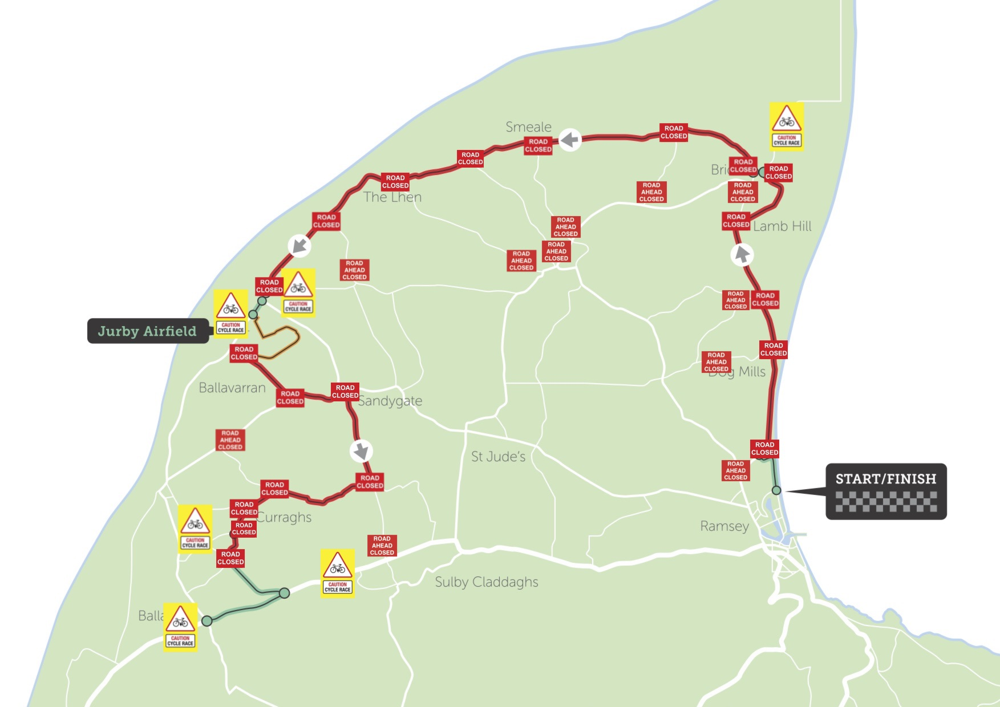 Smeale
ROAD
CLOSED
ROAD
CLOSED
ROAD
CLOSED
ROAD
CLOSED
The Lhen
CAUTION
CYCLE RACE
ROAD
CLOSED
ROAD
CLOSED
ROAD
AHEAD
CLOSED
ROAD
AHEAD
CLOSED
ROAD
CLOSED
Lamb Hill
ROAD
CLOSED
ROAD
AHEAD
CLOSED
ROAD
AHEAD
CLOSED
ROAD
AHEAD
CLOSED
ROAD
AHEAD
CLOSED
ROAD
CLOSED
CAUTION
CYCLE RACE
CAUTION
CYCLE RACE
Jurby Airfield
ROAD
AHEAD
CLOSED
ROAD
CLOSED
ROAD
CLOSED
ROAD
CLOSED
ROAD
AHEAD
CLOSED
Dog Mills
Ballavarran
ROAD
CLOSED
ROAD
CLOSED
Sandygate
ROAD
AHEAD
CLOSED
St Jude's
ROAD
CLOSED
ROAD
AHEAD
CLOSED
START/FINISH
ROAD
CLOSED
ROAD
CLOSED
ROAD
CLOSED
Curraghs
ROAD
CLOSED
CAUTION
CYCLE RACE
ROAD
CLOSED
ROAD
AHEAD
CLOSED
Ramsey
CAUTION
CYCLE RACE
Sulby Claddaghs
CAUTION
CYCLE RACE